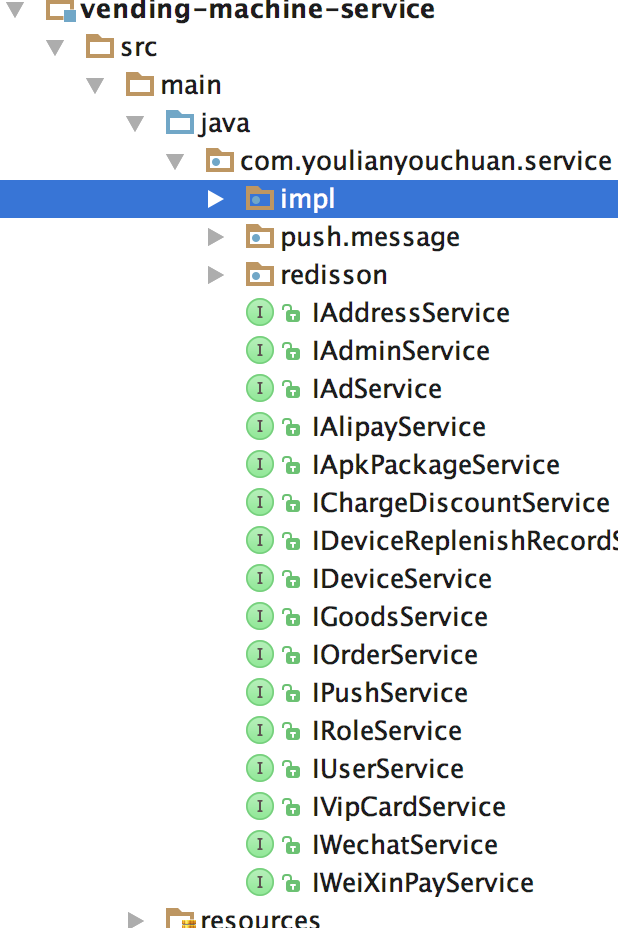 vending-machine-service
src
main
java
com.youlianyouchuan.service
impl
push.message
redisson
I IAddressService
I IAdminService
I IAdService
I IAlipayService
I IApkPackageService
I IChargeDiscountService
I IDeviceReplenishRecordS
I IDeviceService
I IGoodsService
I IOrderService
I IPushService
I IRoleService
I IUserService
I IVipCardService
I IWechatService
I IWeiXinPayService
resources